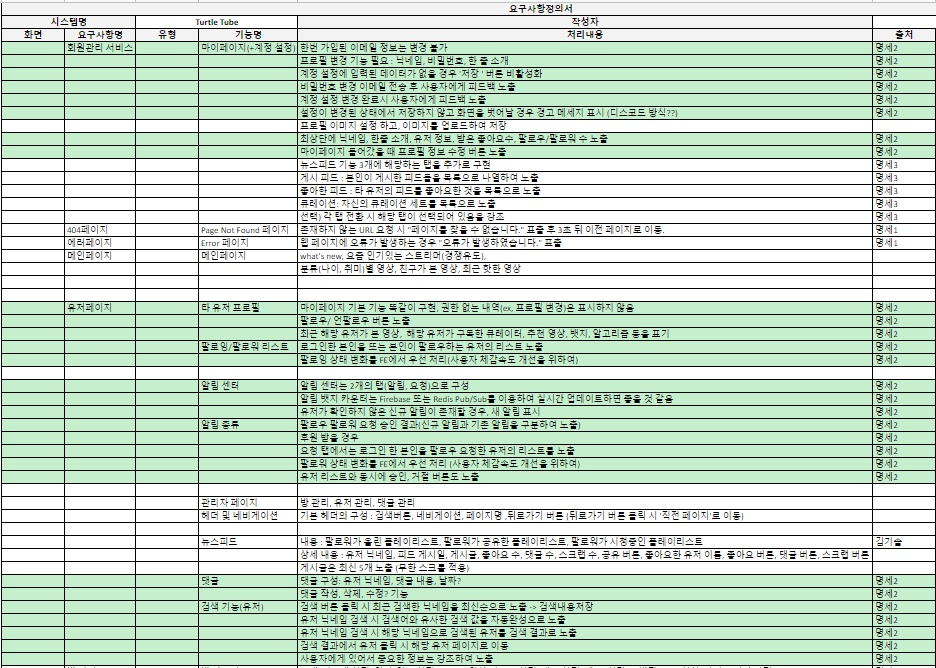 요구사항정의서
시스템명 Turtle Tube 작성자
화면 요구사항명 유형 기능명 처리내용 출처
회원관리 서비스 마이페이지(+계정 설정) 한번 가입된 이메일 정보는 변경 불가 명세2
프로필 변경 기능 필요 : 닉네임, 비밀번호, 한 줄 소개 명세2
계정 설정에 입력된 데이터가 없을 경우 '저장 ' 버튼 비활성화 명세2
비밀번호 변경 이메일 전송 후 사용자에게 피드백 노출 명세2
계정 설정 변경 완료시 사용자에게 피드백 노출 명세2
설정이 변경된 상태에서 저장하지 않고 화면을 벗어날 경우 경고 메세지 표시 (디스코드 방식??) 명세2
프로필 이미지 설정 하고, 이미지를 업로드하여 저장
최상단에 닉네임, 한줄 소개, 유저 정보, 받은 좋아요수, 팔로우/팔로워 수 노출 명세2
마이페이지 들어갔을 때 프로필 정보 수정 버튼 노출 명세2
뉴스피드 기능 3개에 해당하는 탭을 추가로 구현 명세3
게시 피드 : 본인이 게시한 피드들을 목록으로 나열하여 노출 명세3
좋아한 피드 : 타 유저의 피드를 좋아요한 것을 목록으로 노출 명세3
큐레이션: 자신의 큐레이션 세트를 목록으로 노출 명세3
선택) 각 탭 전환 시 해당 탭이 선택되어 있음을 강조 명세3
404페이지 Page Not Found 페이지 존재하지 않는 URL 요청 시 "페이지를 찾을 수 없습니다." 표출 후 3초 뒤 이전 페이지로 이동. 명세1
에러페이지 Error 페이지 웹 페이지에 오류가 발생하는 경우 "오류가 발생하였습니다." 표출 명세1
메인페이지 메인페이지 what's new, 요즘 인기있는 스트리머(경쟁유도),
분류(나이, 취미)별 영상, 친구가 본 영상, 최근 핫한 영상
유저페이지 타 유저 프로필 마이페이지 기본 기능 똑같이 구현, 권한 없는 내역(ex, 프로필 변경)은 표시하지 않음 명세2
팔로우/ 언팔로우 버튼 노출 명세2
최근 해당 유저가 본 영상, 해당 유저가 구독한 큐레이터, 추천 영상, 뱃지, 알고리즘 등을 표기 명세2
팔로잉/팔로워 리스트 로그인한 본인을 또는 본인이 팔로우하는 유저의 리스트 노출 명세2
팔로잉 상태 변화를 FE에서 우선 처리(사용자 체감속도 개선을 위하여) 명세2
알림 센터 알림 센터는 2개의 탭(알림, 요청)으로 구성 명세2
알림 뱃지 카운터는 Firebase 또는 Redis Pub/Sub를 이용하여 실시간 업데이트하면 좋을 것 같음 명세2
유저가 확인하지 않은 신규 알림이 존재할 경우, 새 알림 표시 명세2
알림 종류 팔로우 팔로워 요청 승인 결과(신규 알림과 기존 알림을 구분하여 노출) 명세2
후원 받을 경우 명세2
요청 탭에서는 로그인 한 본인을 팔로우 요청한 유저의 리스트를 노출 명세2
팔로워 상태 변화를 FE에서 우선 처리 (사용자 체감속도 개선을 위하여) 명세2
유저 리스트와 동시에 승인, 거절 버튼도 노출 명세2
관리자 페이지 방 관리, 유저 관리, 댓글 관리
헤더 및 네비게이션 기본 헤더의 구성 : 검색버튼, 네비게이션, 페이지명 ,뒤로가기 버튼 (뒤로가기 버튼 클릭 시 '직전 페이지'로 이동)
뉴스피드 내용 : 팔로워가 올린 플레이리스트, 팔로워가 공유한 플레이리스트, 팔로워가 시청중인 플레이리스트 김기솔
상세 내용 : 유저 닉네임, 피드 게시일, 게시글, 좋아요 수, 댓글 수, 스크랩 수, 공유 버튼, 좋아요한 유저 이름, 좋아요 버튼, 댓글 버튼, 스크랩 버튼
게시글은 최신 5개 노출 (무한 스크롤 적용)
댓글 댓글 구성: 유저 닉네임, 댓글 내용, 날짜? 명세2
댓글 작성, 삭제, 수정? 기능 명세2
검색 기능(유저) 검색 버튼 클릭 시 최근 검색한 닉네임을 최신순으로 노출 -> 검색내용저장 명세2
유저 닉네임 검색 시 검색어와 유사한 검색 값을 자동완성으로 노출 명세2
유저 닉네임 검색 시 해당 닉네임으로 검색된 유저를 검색 결과로 노출 명세2
검색 결과에서 유저 클릭 시 해당 유저 페이지로 이동 명세2
사용자에게 있어서 중요한 정보는 강조하여 노출 명세2